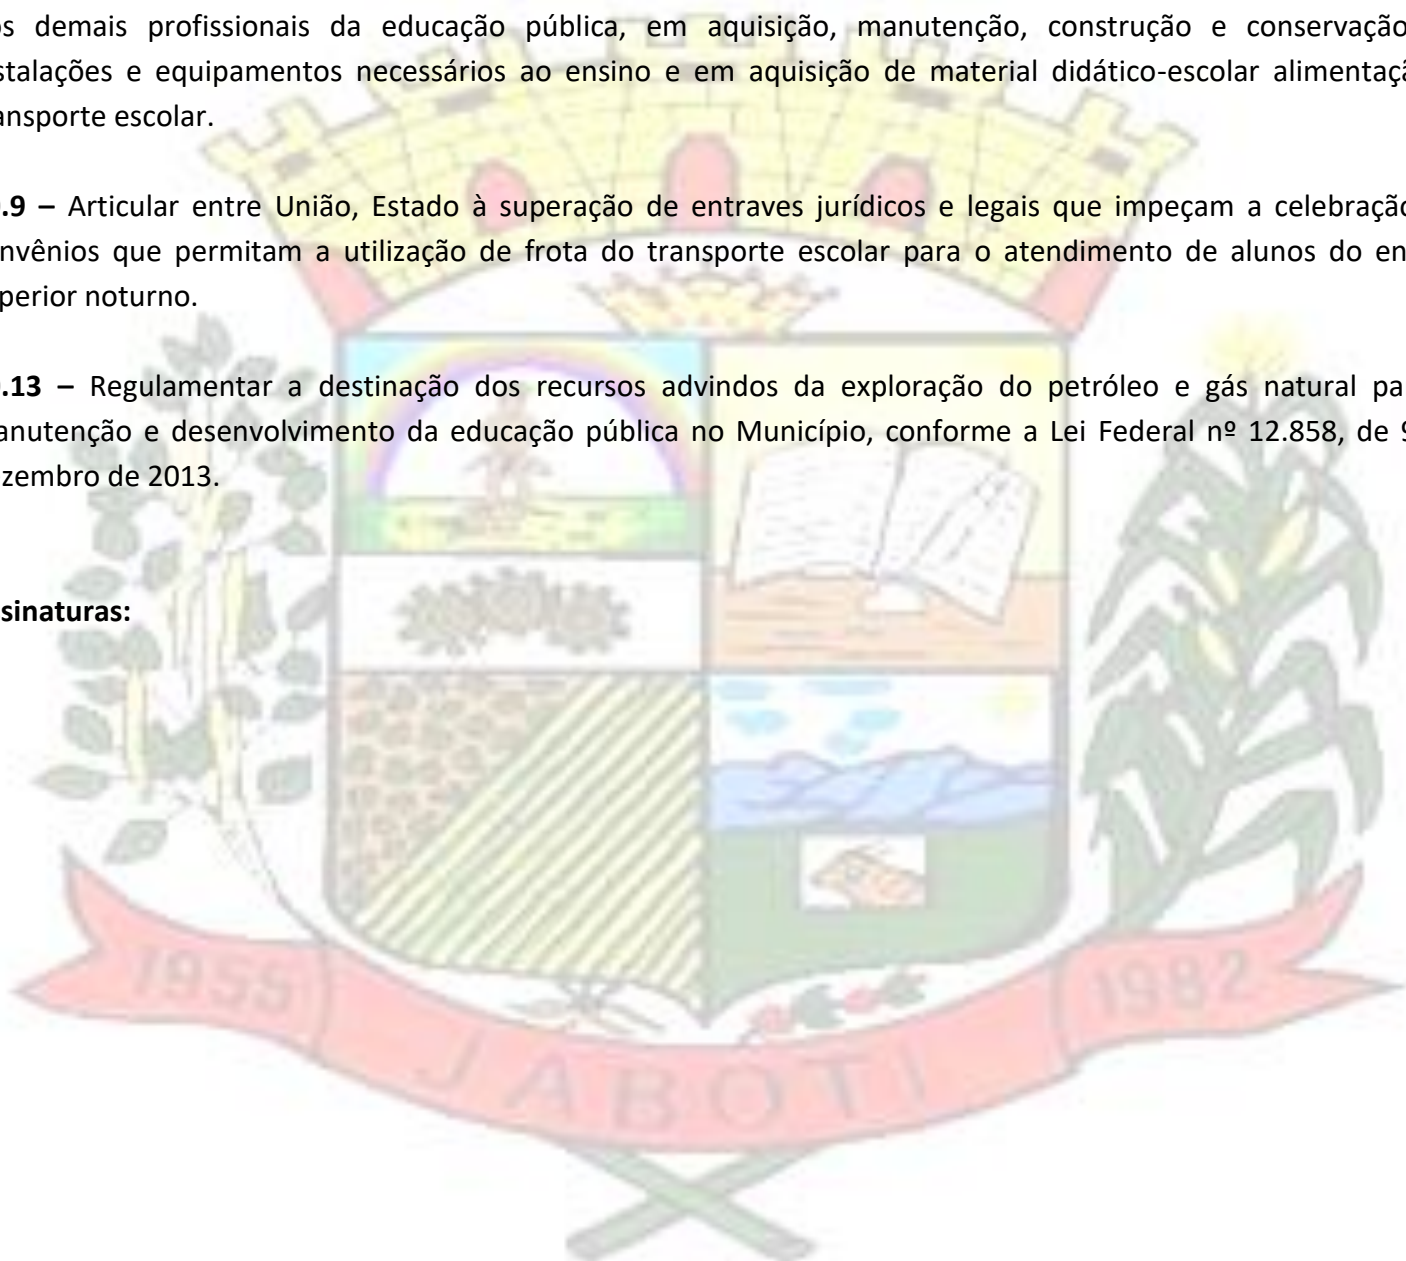 os demais profissionais da educação pública, em aquisição, manutenção, construção e conservação
stalações e equipamentos necessários ao ensino e em aquisição de material didático-escolar alimentaçã
ansporte escolar.
.9 – Articular entre União, Estado à superação de entraves jurídicos e legais que impeçam a celebração
nvênios que permitam a utilização de frota do transporte escolar para o atendimento de alunos do en
perior noturno.
.13 – Regulamentar a destinação dos recursos advindos da exploração do petróleo e gás natural pa
anutenção e desenvolvimento da educação pública no Município, conforme a Lei Federal nº 12.858, de 9
zembro de 2013.
sinaturas:
1955
1982
JABOTI